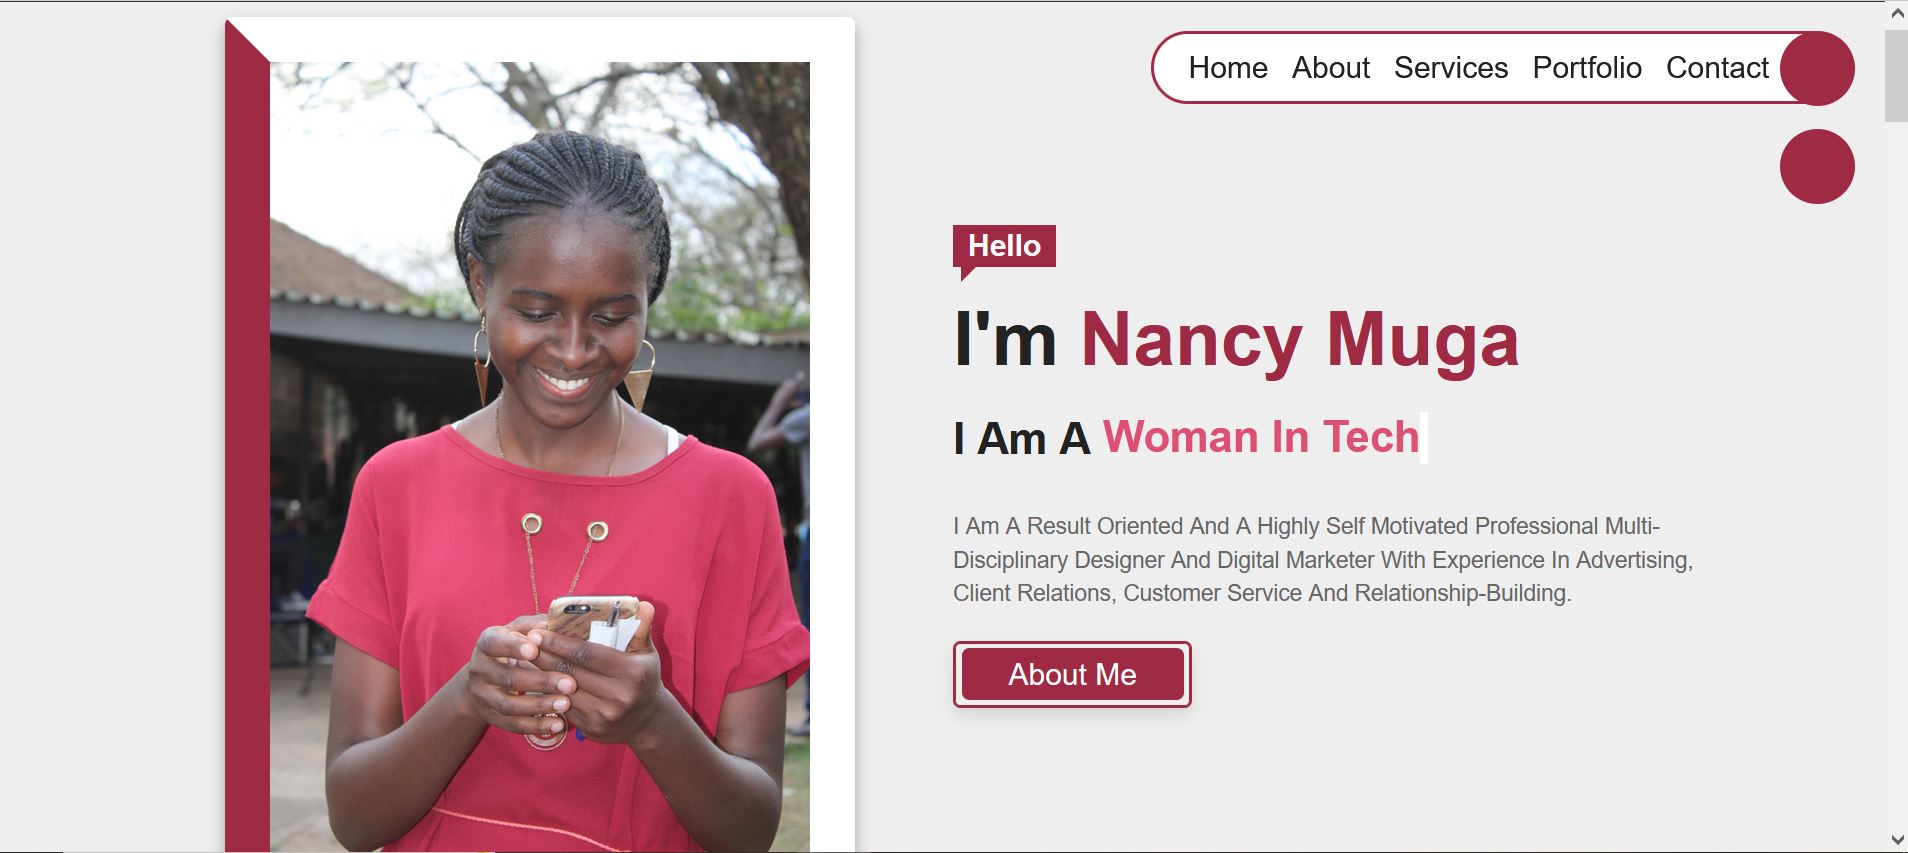 Home About Services Portfolio Contact
Hello
I'm Nancy Muga
I Am A Woman In Tech
I Am A Result Oriented And A Highly Self Motivated Professional Multi-
Disciplinary Designer And Digital Marketer With Experience In Advertising,
Client Relations, Customer Service And Relationship-Building.
About Me